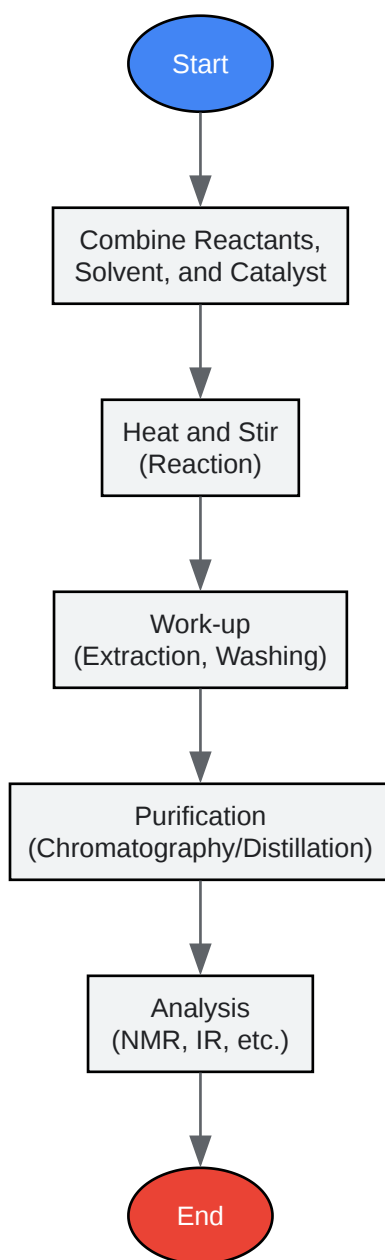 Start
Combine Reactants,
Solvent, and Catalyst
Heat and Stir
(Reaction)
Work-up
(Extraction, Washing)
Purification
(Chromatography/Distillation)
Analysis
(NMR, IR, etc.)
End